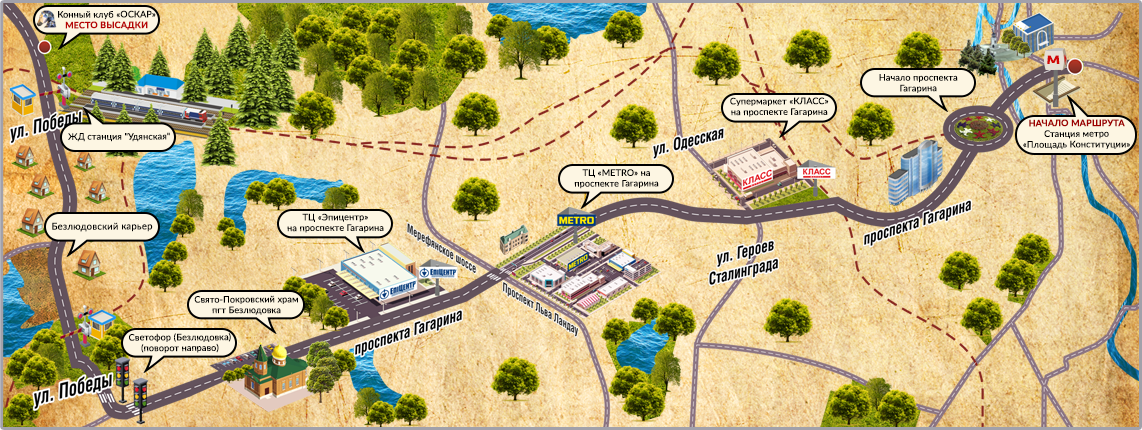 Конный клуб «ОСКАР»
МЕСТО ВЫСАДКИ
ул. Победы
ЖД станция "Удянская"
Безлюдовский карьер
Светофор (Безлюдовка)
(поворот направо)
ул. Победы
Свято-Покровский храм
пгт Безлюдовка
ТЦ «Эпицентр»
на проспекте Гагарина
ЕПІЦЕНТР
ЕПІЦЕНТР
проспекта Гагарина
Мерефянское шоссе
Проспект Льва Ландау
ТЦ «METRO» на
проспекте Гагарина
METRO
METRO
ул. Одесская
Супермаркет «КЛАСС»
на проспекте Гагарина
КЛАСС
КЛАСС
ул. Героев
Сталинграда
проспекта Гагарина
Начало проспекта
Гагарина
М
НАЧАЛО МАРШРУТА
Станция метро
«Площадь Конституции»